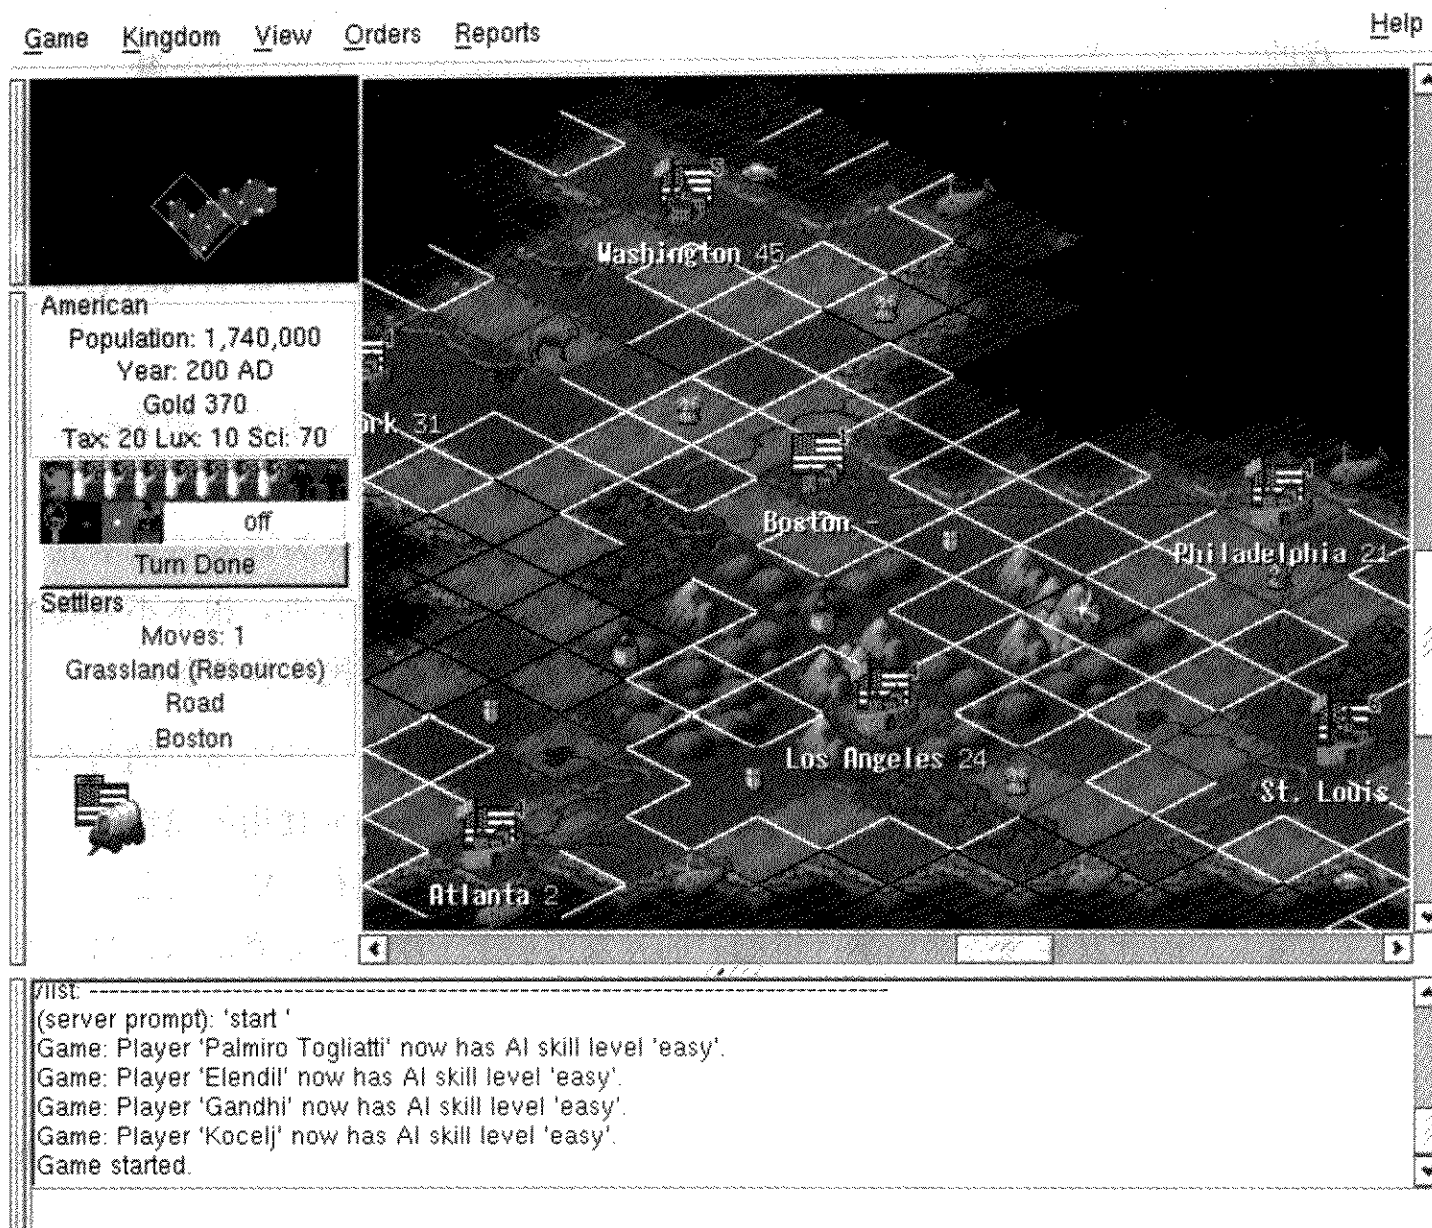 Game Kingdom View Orders Reports Help
American
Population: 1,740,000
Year: 200 AD
Gold 370
Tax: 20 Lux: 10 Sci: 70
off
Turn Done
Settlers
Moves: 1
Grassland (Resources)
Road
Boston
5
Washington 45
ork 31
Boston -
Philadelphia 21
Los Angeles 24
St. Louis
Atlanta 2
/list: ------------------------------------------------------------------------------
(server prompt): 'start '
Game: Player 'Palmiro Togliatti' now has AI skill level 'easy'.
Game: Player 'Elendil' now has AI skill level 'easy'.
Game: Player 'Gandhi' now has AI skill level 'easy'.
Game: Player 'Kocelj' now has AI skill level 'easy'.
Game started.